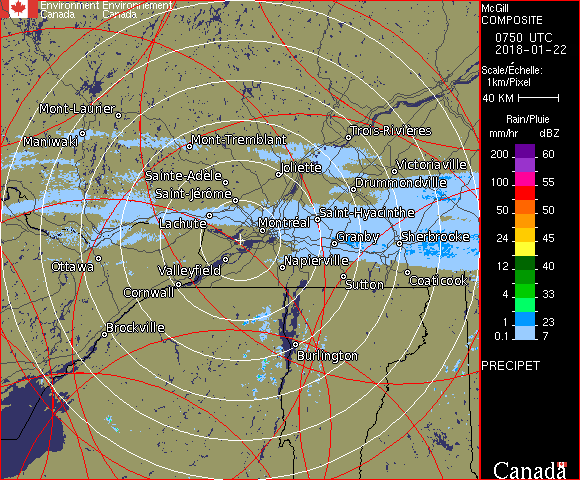 Environment Environnement
Canada Canada
McGill
COMPOSITE
0750 UTC
2018-01-22
Scale/Échelle:
1km/Pixel
40 KM
Rain/Pluie
mm/hr dBZ
200 60
100 55
50 50
24 45
12 40
4 33
1 23
0.1 7
PRECIPET
Canada
Mont-Laurier
Maniwaki
Mont-Tremblant
Trois-Rivières
Joliette
Victoriaville
Sainte-Adèle
Drummondville
Saint-Jérôme
Saint-Hyacinthe
Lachute
Montréal
Granby
Sherbrooke
Ottawa
Valleyfield
Napierville
Cornwall
Sutton
Coaticook
Brockville
Burlington